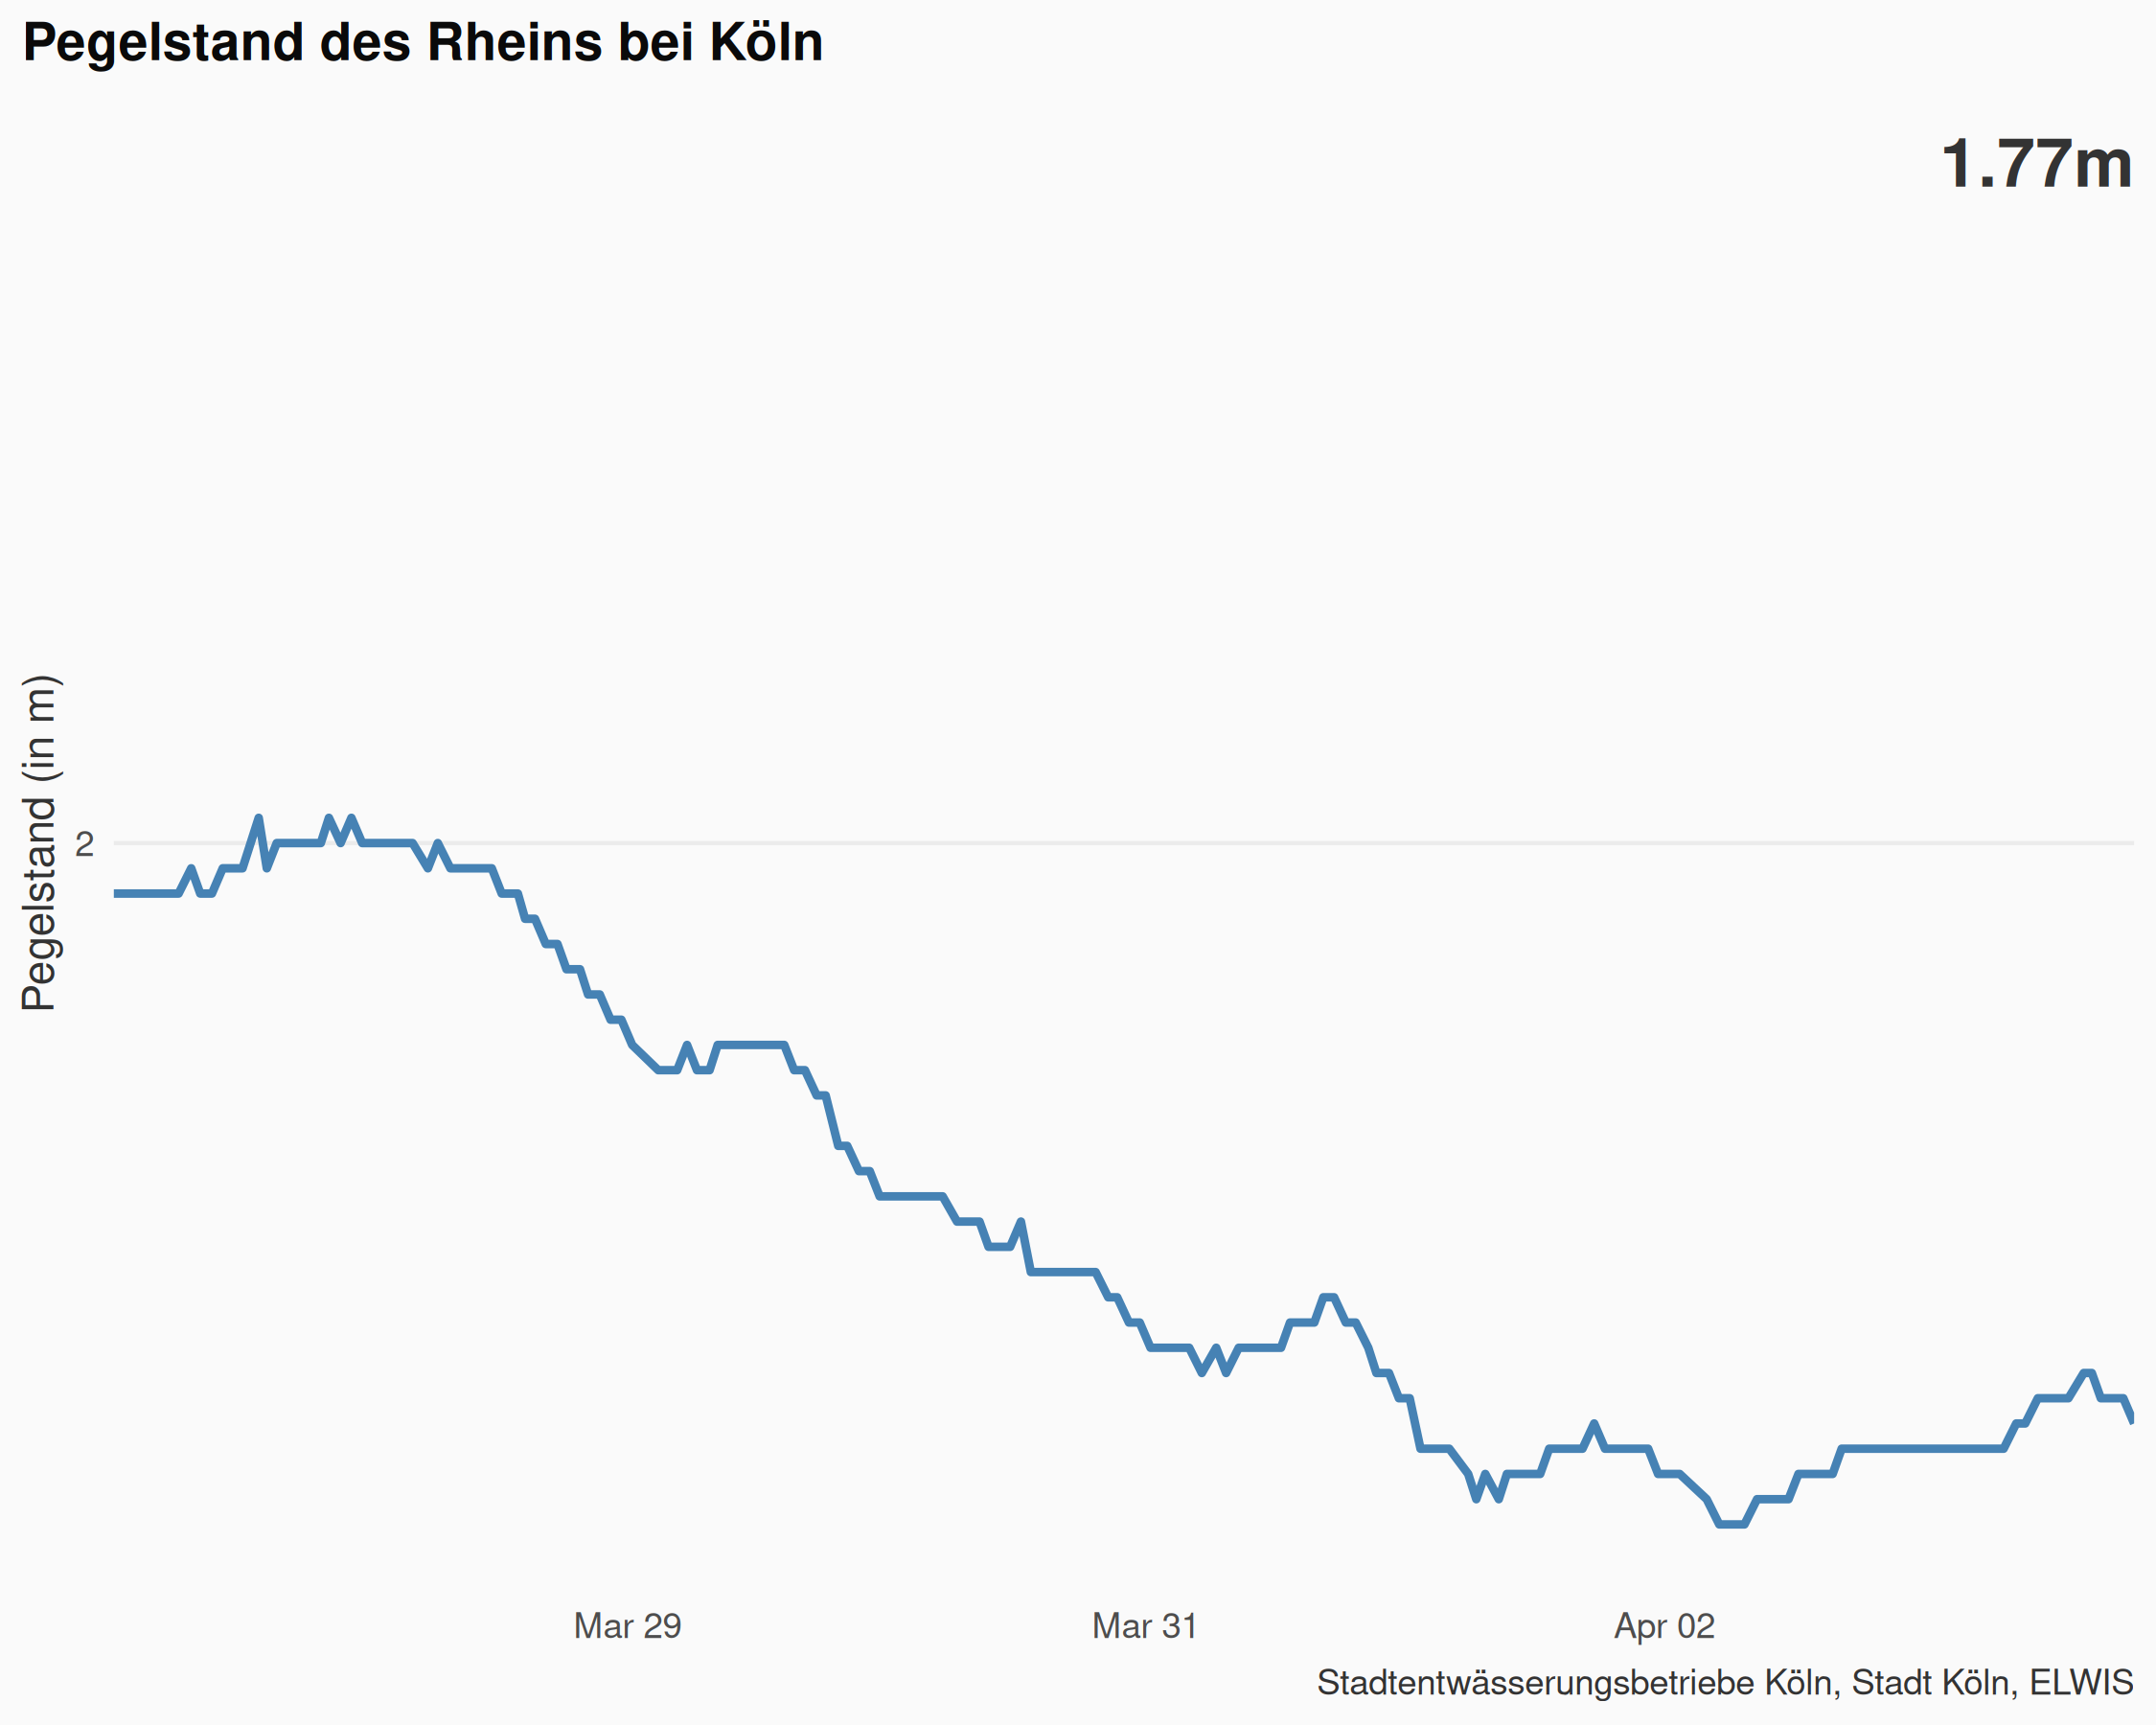 Pegelstand des Rheins bei Köln
1.77m
Pegelstand (in m)
2
Mar 29
Mar 31
Apr 02
Stadtentwässerungsbetriebe Köln, Stadt Köln, ELWIS